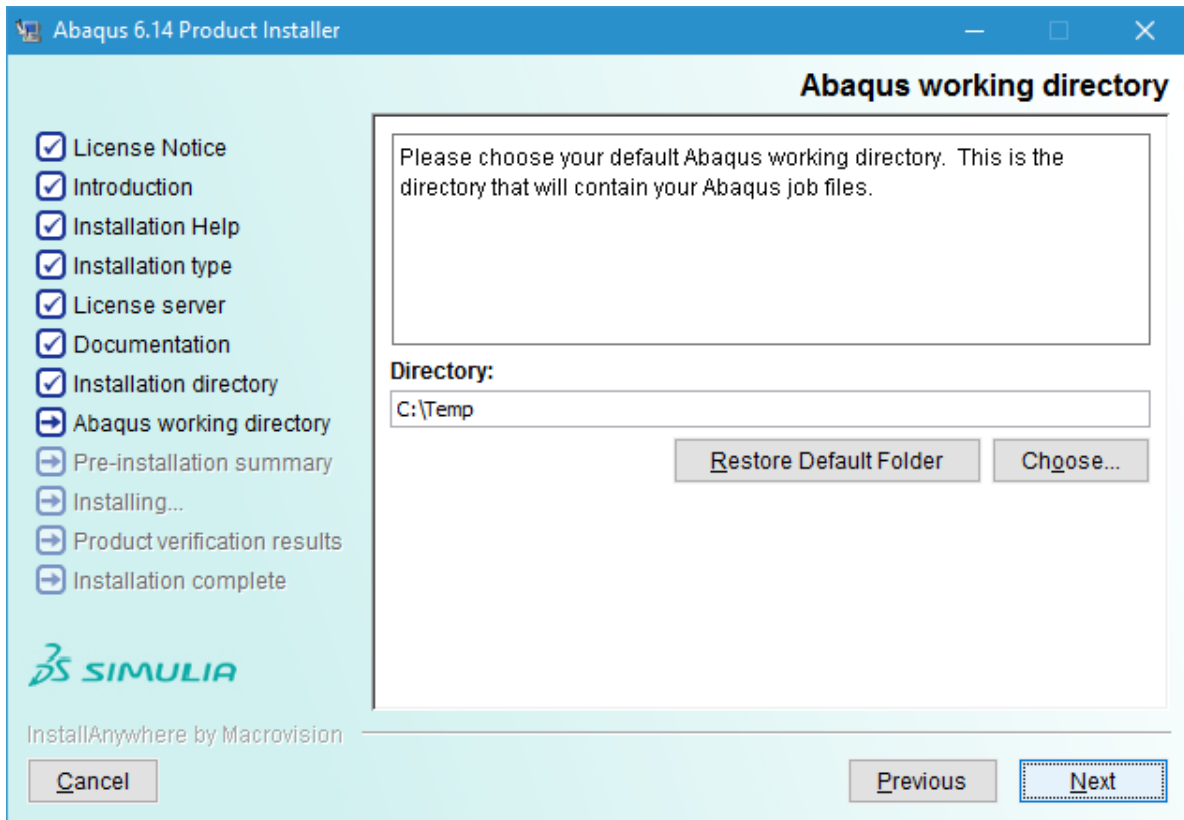 Abaqus 6.14 Product Installer
Abaqus working directory
License Notice
Introduction
Installation Help
Installation type
License server
Documentation
Installation directory
Abaqus working directory
Pre-installation summary
Installing...
Product verification results
Installation complete
Please choose your default Abaqus working directory.  This is the
directory that will contain your Abaqus job files.
Directory:
C:\Temp
Restore Default Folder
Choose...
SIMULIA
InstallAnywhere by Macrovision
Cancel
Previous
Next